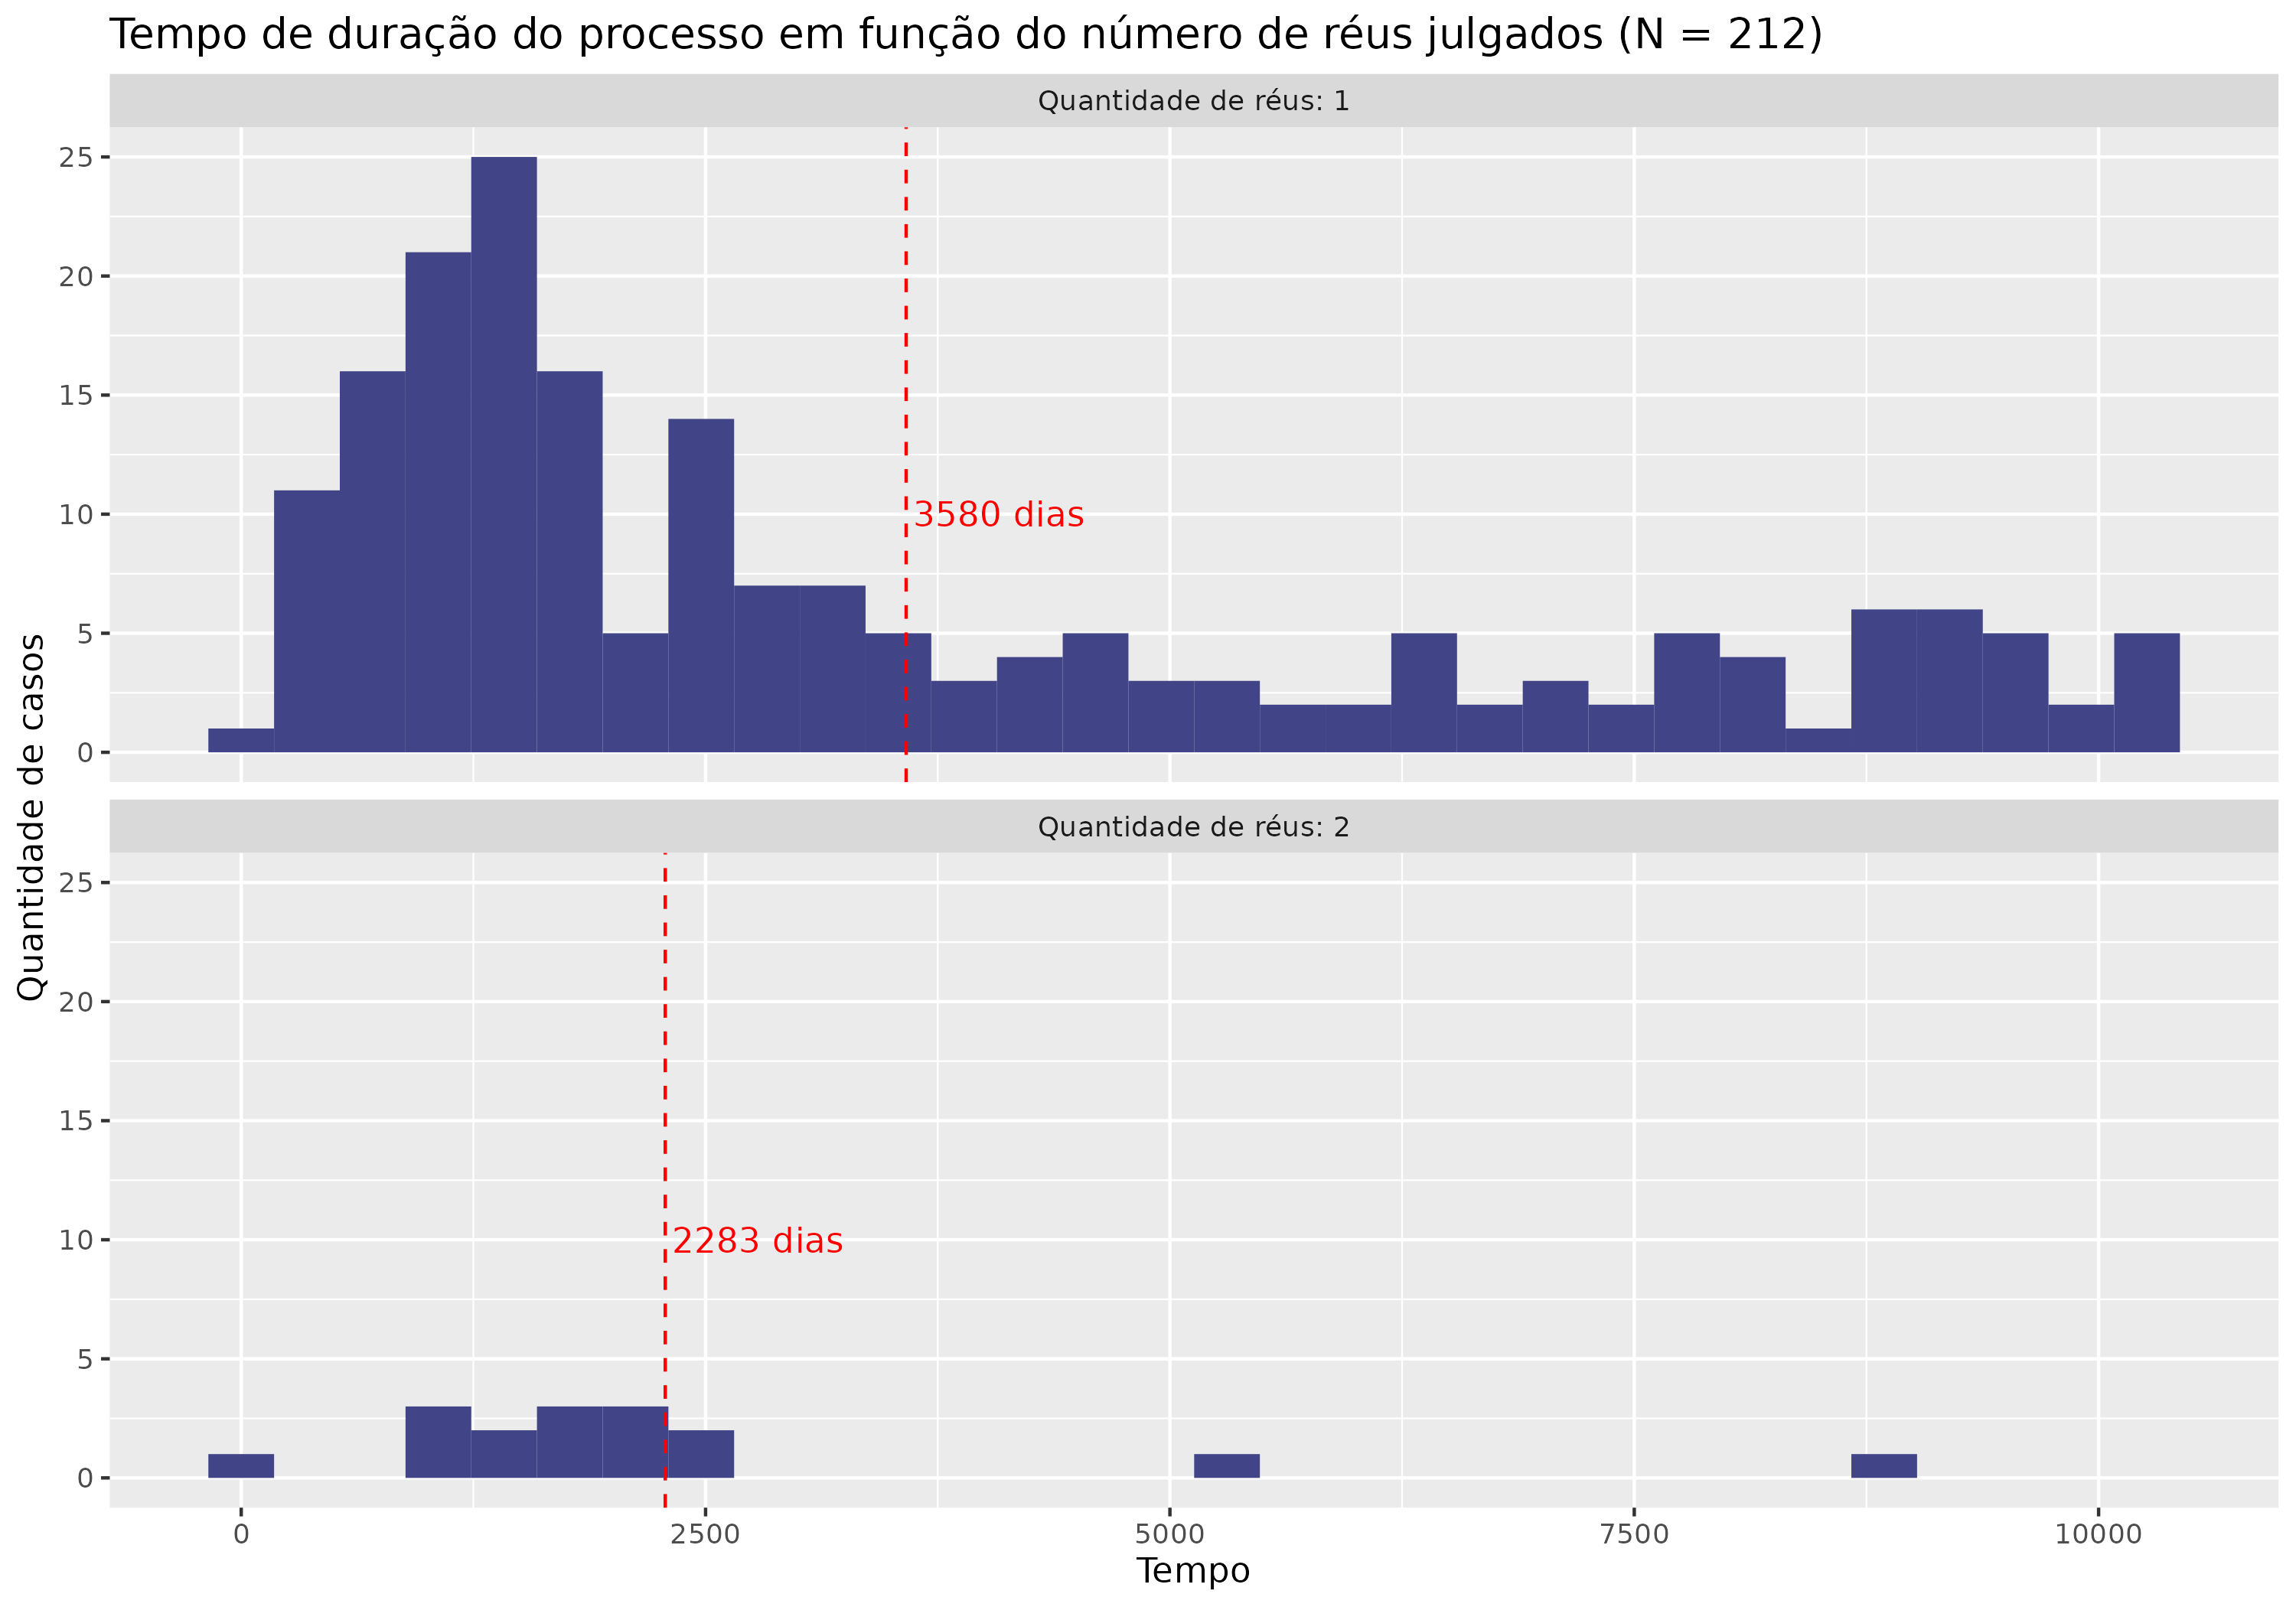 Tempo de duração do processo em função do número de réus julgados (N = 212)
Quantidade de réus: 1
25
20
15
10
5
0
3580 dias
Quantidade de casos
Quantidade de réus: 2
25
20
15
10
5
0
2283 dias
0 2500 5000 7500 10000
Tempo